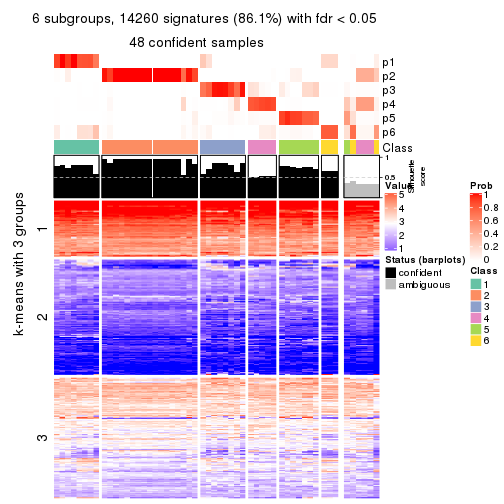 6 subgroups, 14260 signatures (86.1%) with fdr < 0.05
48 confident samples
p1
p2
p3
p4
p5
p6
Class
1
0.5
0
Silhouette
score
k-means with 3 groups
1
2
3
Value
5
4
3
2
1
Status (barplots)
confident
ambiguous
Prob
1
0.8
0.6
0.4
0.2
0
Class
1
2
3
4
5
6